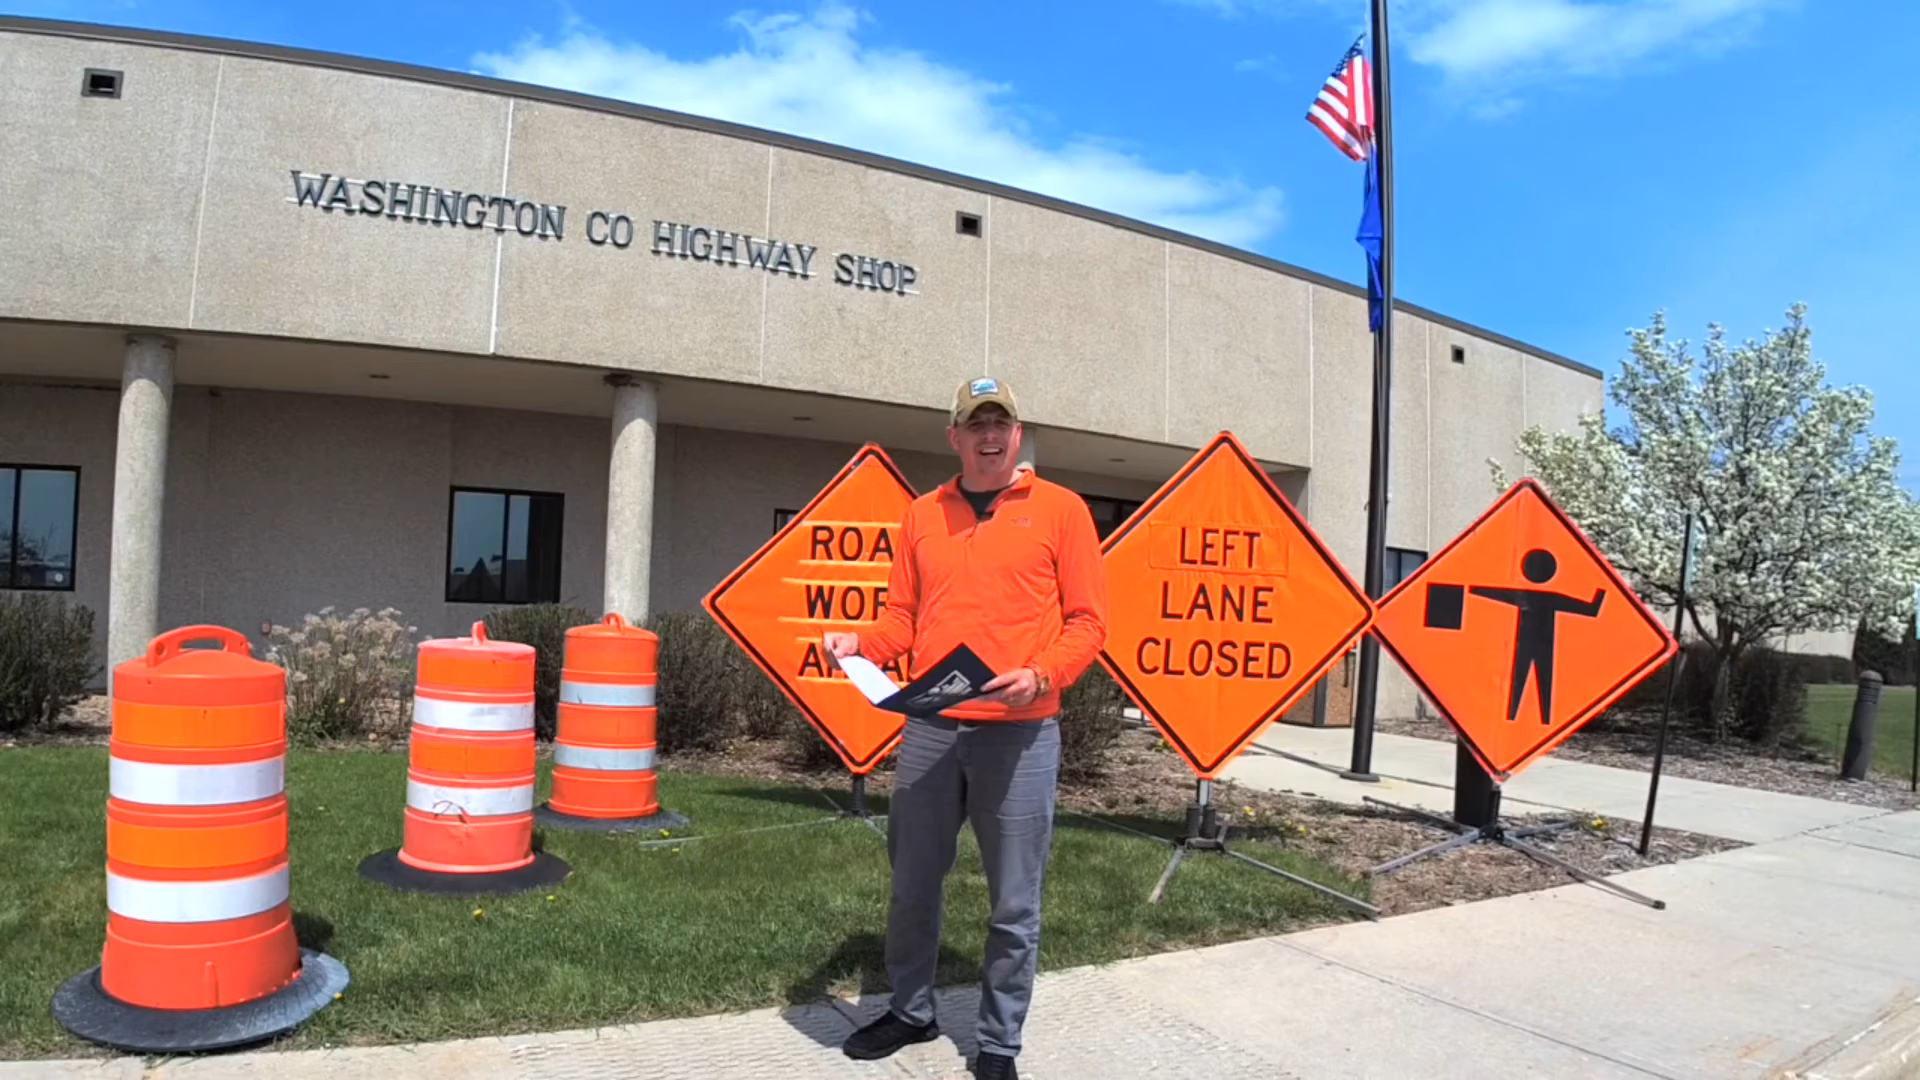 WASHINGTON CO HIGHWAY SHOP
ROA
WOR
LEFT
LANE
CLOSED